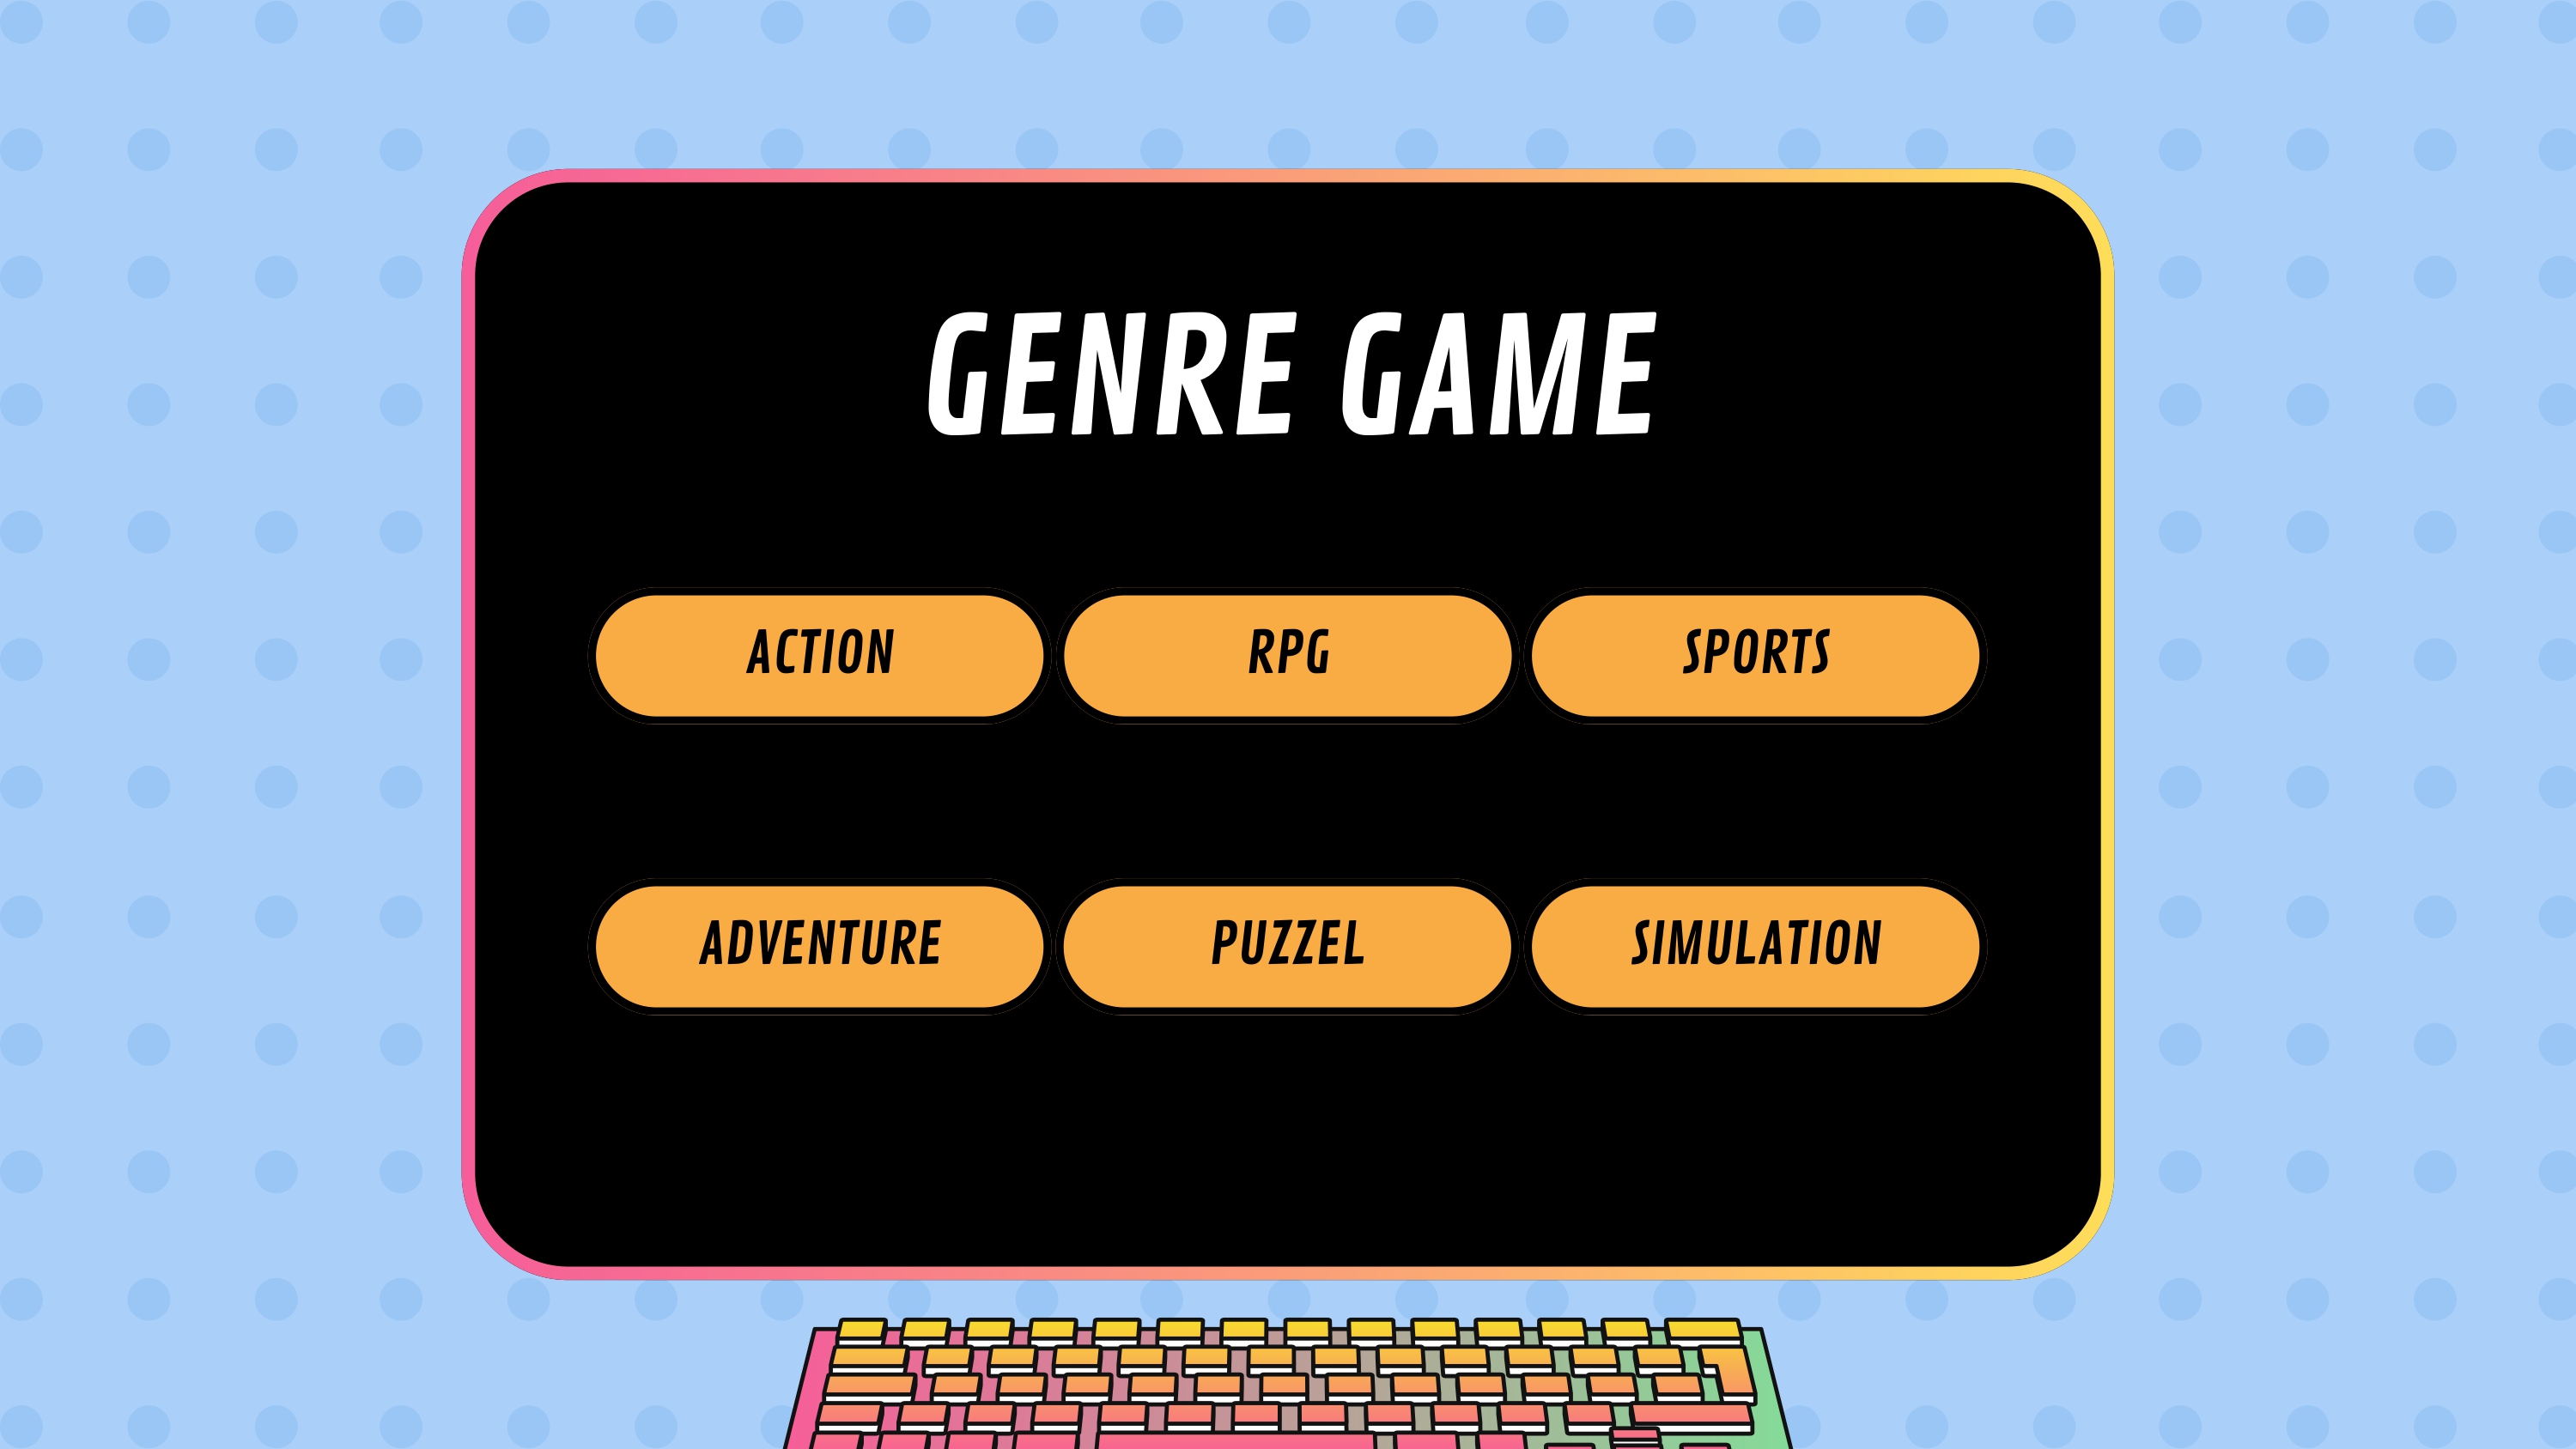 GENRE GAME
ACTION
RPG
SPORTS
ADVENTURE
PUZZEL
SIMULATION